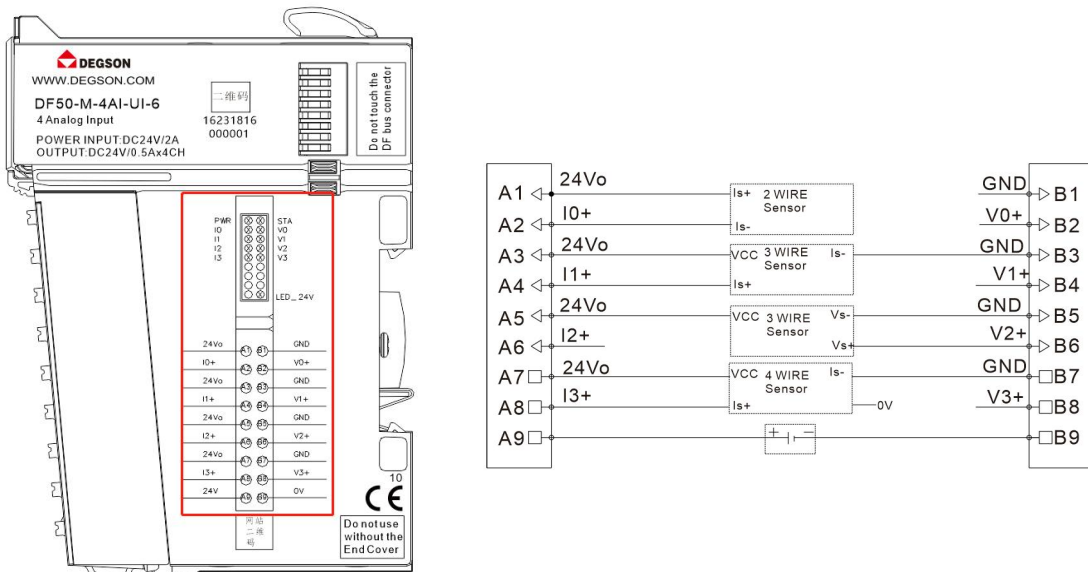 DEGSON
WWW.DEGSON.COM
DF50-M-4AI-UI-6
4 Analog Input
POWER INPUT:DC24V/2A
OUTPUT:DC24V/0.5Ax4CH
二维码
16231816
000001
Do not touch the
DF bus connector
PWR STA
I0 V0
I1 V1
I2 V2
I3 V3
LED_24V
24Vo A1 B1 GND
I0+ A2 B2 V0+
24Vo A3 B3 GND
I1+ A4 B4 V1+
24Vo A5 B5 GND
I2+ A6 B6 V2+
24Vo A7 B7 GND
I3+ A8 B8 V3+
24V A9 B9 0V
网站
二维
码
10
CE
Do not use
without the
End Cover
A1 24Vo Is+ 2 WIRE GND B1
Sensor
A2 I0+ Is- V0+ B2
A3 24Vo VCC 3 WIRE Is- GND B3
Sensor
A4 I1+ Is+ V1+ B4
A5 24Vo VCC 3 WIRE Vs- GND B5
Sensor
A6 I2+ Vs+ V2+ B6
A7 24Vo VCC 4 WIRE Is- GND B7
Sensor
A8 I3+ Is+ 0V V3+ B8
A9 + - B9